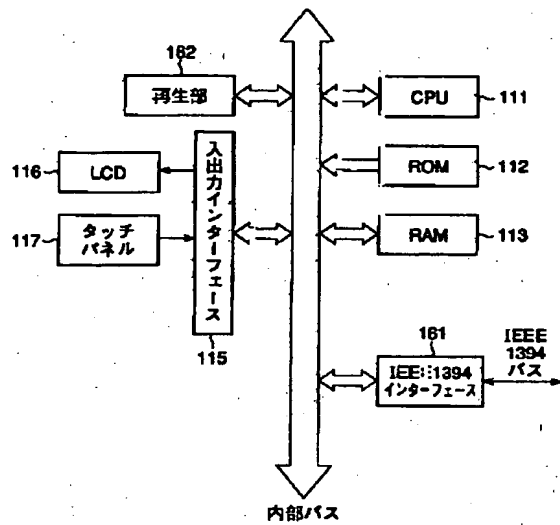 162
再生部
CPU
111
116
LCD
入出力インターフェース
ROM
112
117
タッチ
パネル
RAM
113
115
161
IEEE
1394
バス
インターフェース
内部バス